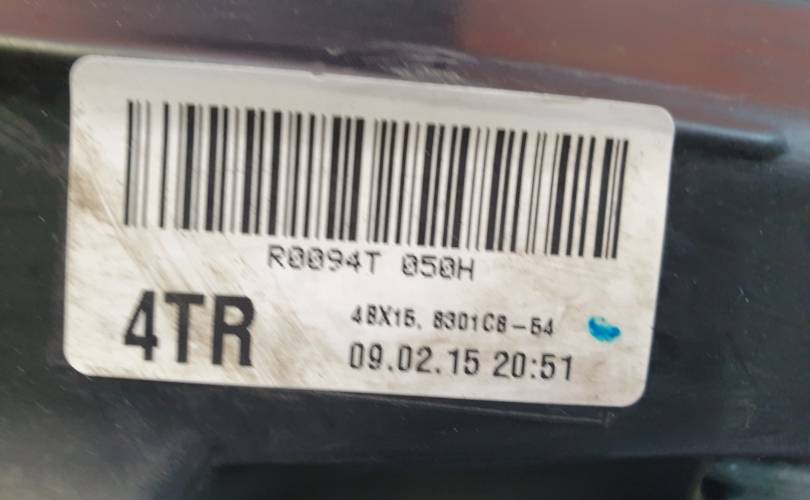 R0094T 050H
4TR
48X15, 8301C8-54
09.02.15 20:51